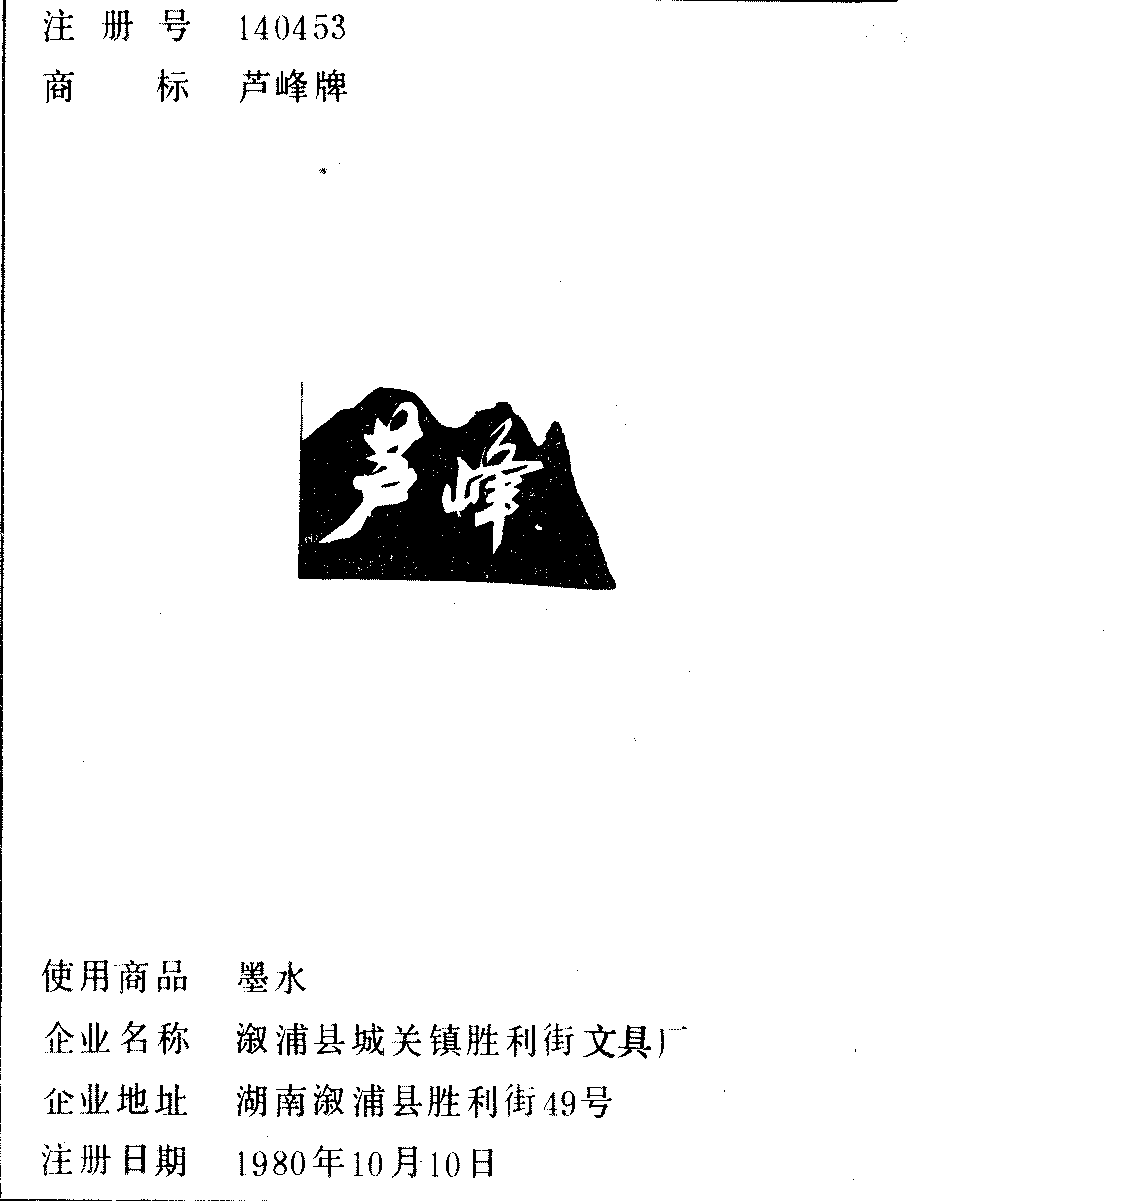 注册号 140453
商标 芦峰牌
芦峰
使用商品 墨水
企业名称 溆浦县城关镇胜利街文具厂
企业地址 湖南溆浦县胜利街49号
注册日期 1980年10月10日